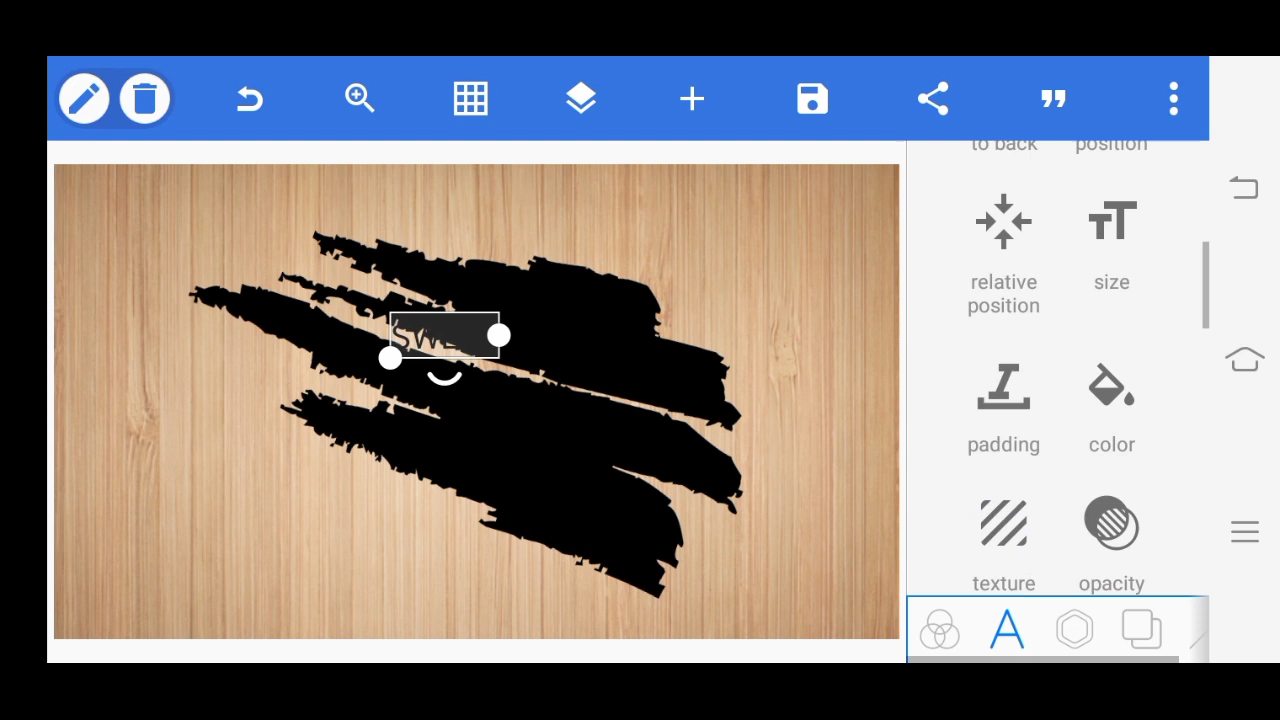 to back
position
relative
position
size
padding
color
texture
opacity